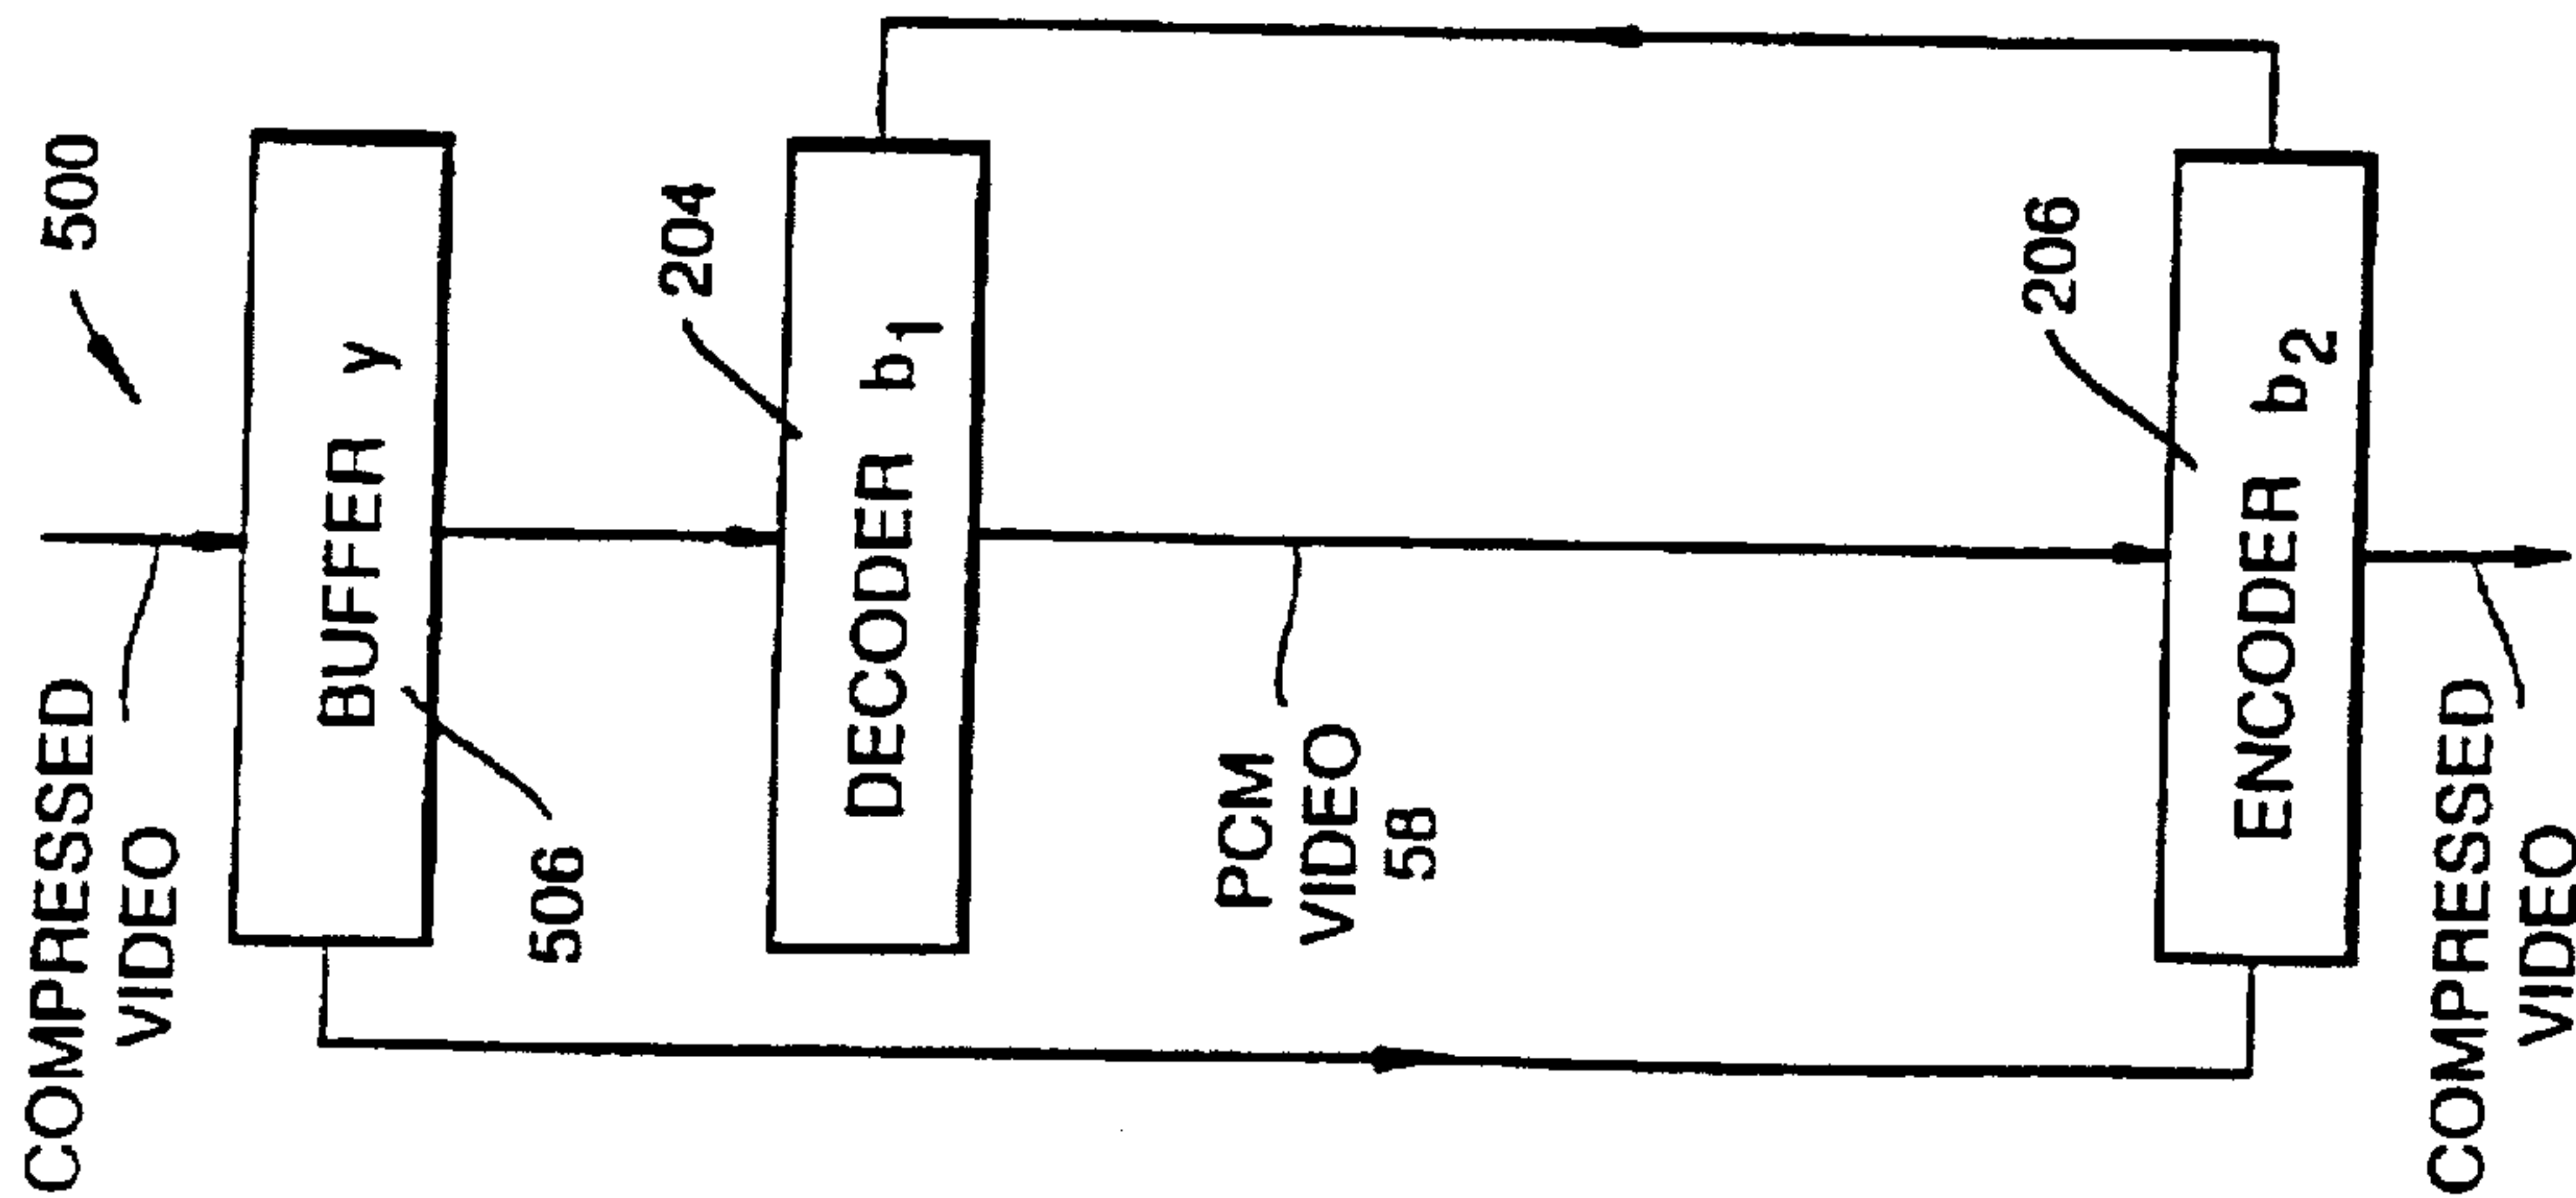 500
COMPRESSED
VIDEO
BUFFER y
506
204
DECODER b1
PCM
VIDEO
58
206
ENCODER b2
COMPRESSED
VIDEO